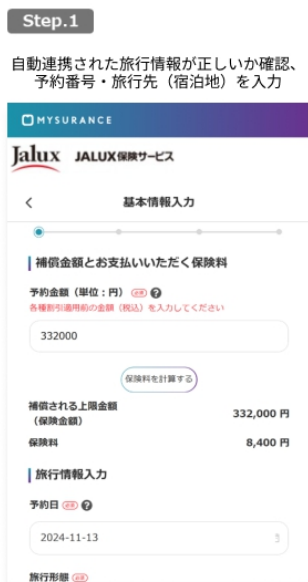 Step.1
自動連携された旅行情報が正しいか確認、
予約番号・旅行先（宿泊地）を入力
MYSURANCE
Jalux JALUX保険サービス
基本情報入力
補償金額とお支払いいただく保険料
予約金額（単位：円） 必須 ?
各種割引適用前の金額（税込）を入力してください
332000
保険料を計算する
補償される上限金額
（保険金額）
332,000 円
保険料 8,400 円
旅行情報入力
予約日 必須 ?
2024-11-13
旅行形態 必須